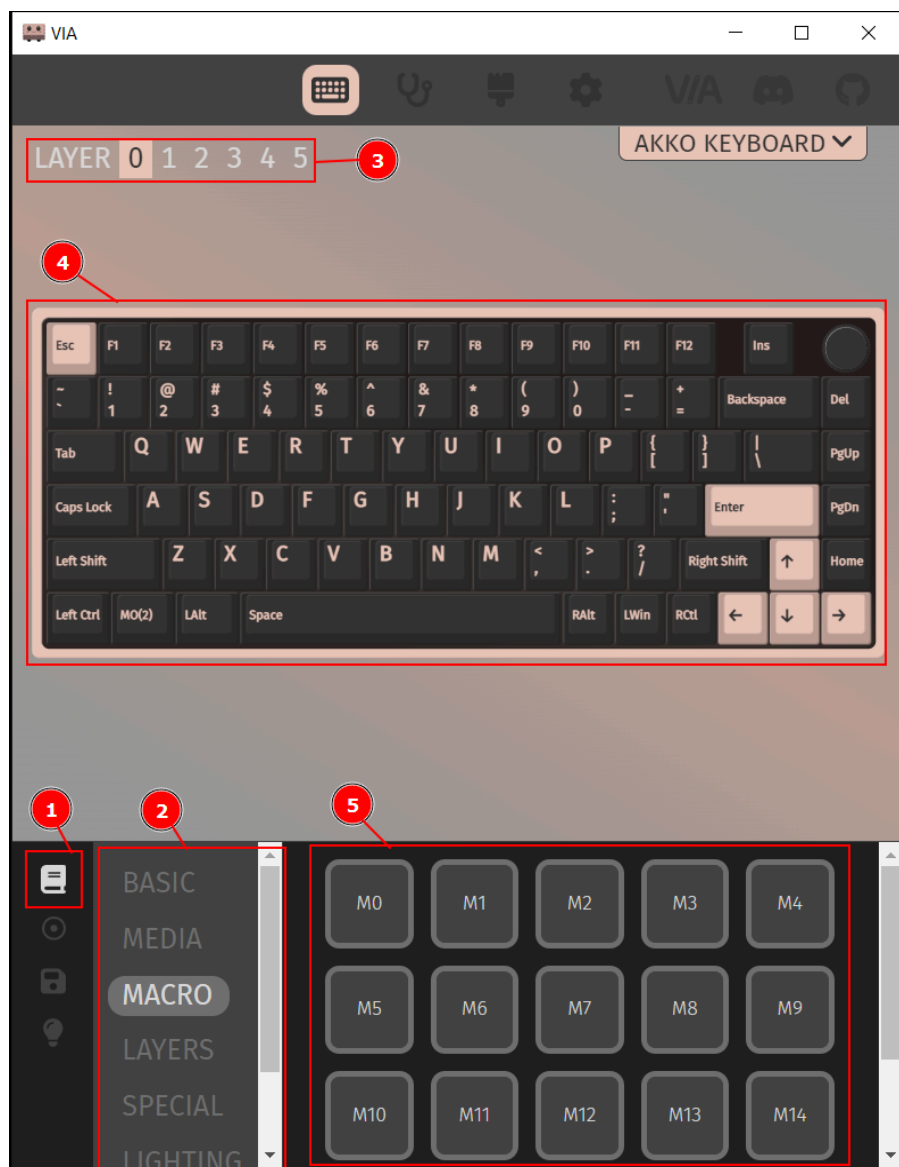 VIA
VIA
LAYER 0 1 2 3 4 5
3
AKKO KEYBOARD
4
Esc F1 F2 F3 F4 F5 F6 F7 F8 F9 F10 F11 F12 Ins
~ ! @ # $ % ^ & * ( ) _ +
` 1 2 3 4 5 6 7 8 9 0 - = Backspace Del
Tab Q W E R T Y U I O P { } | PgUp
[ ] \
Caps Lock A S D F G H J K L : " Enter PgDn
; '
Left Shift Z X C V B N M < > ? Right Shift ↑ Home
, . /
Left Ctrl MO(2) LAlt Space RAlt LWin RCtl ← ↓ →
1
2
5
BASIC
MEDIA
MACRO
LAYERS
SPECIAL
LIGHTING
M0 M1 M2 M3 M4
M5 M6 M7 M8 M9
M10 M11 M12 M13 M14